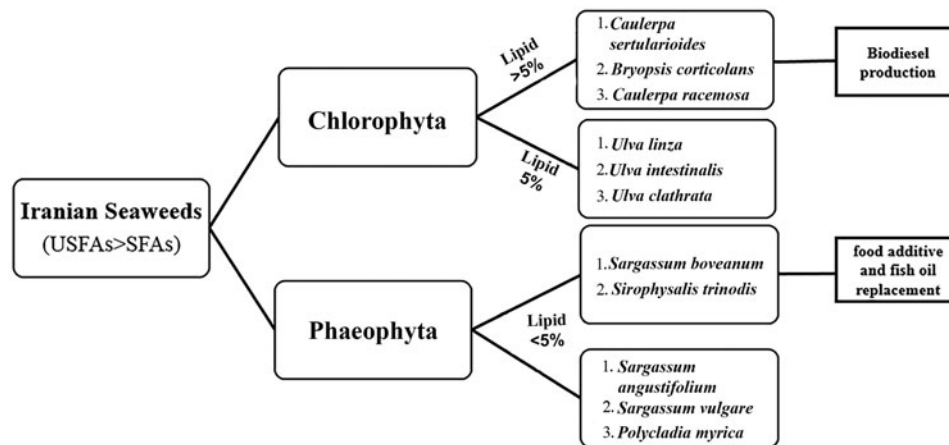 Iranian Seaweeds
(USFAs>SFAs)
Chlorophyta
Lipid
>5%
1. Caulerpa
sertularioides
2. Bryopsis corticolans
3. Caulerpa racemosa
Biodiesel
production
Lipid
5%
1. Ulva linza
2. Ulva intestinalis
3. Ulva clathrata
Phaeophyta
Lipid
<5%
1. Sargassum boveanum
2. Sirophysalis trinodis
food additive
and fish oil
replacement
1. Sargassum
angustifolium
2. Sargassum vulgare
3. Polycladia myrica